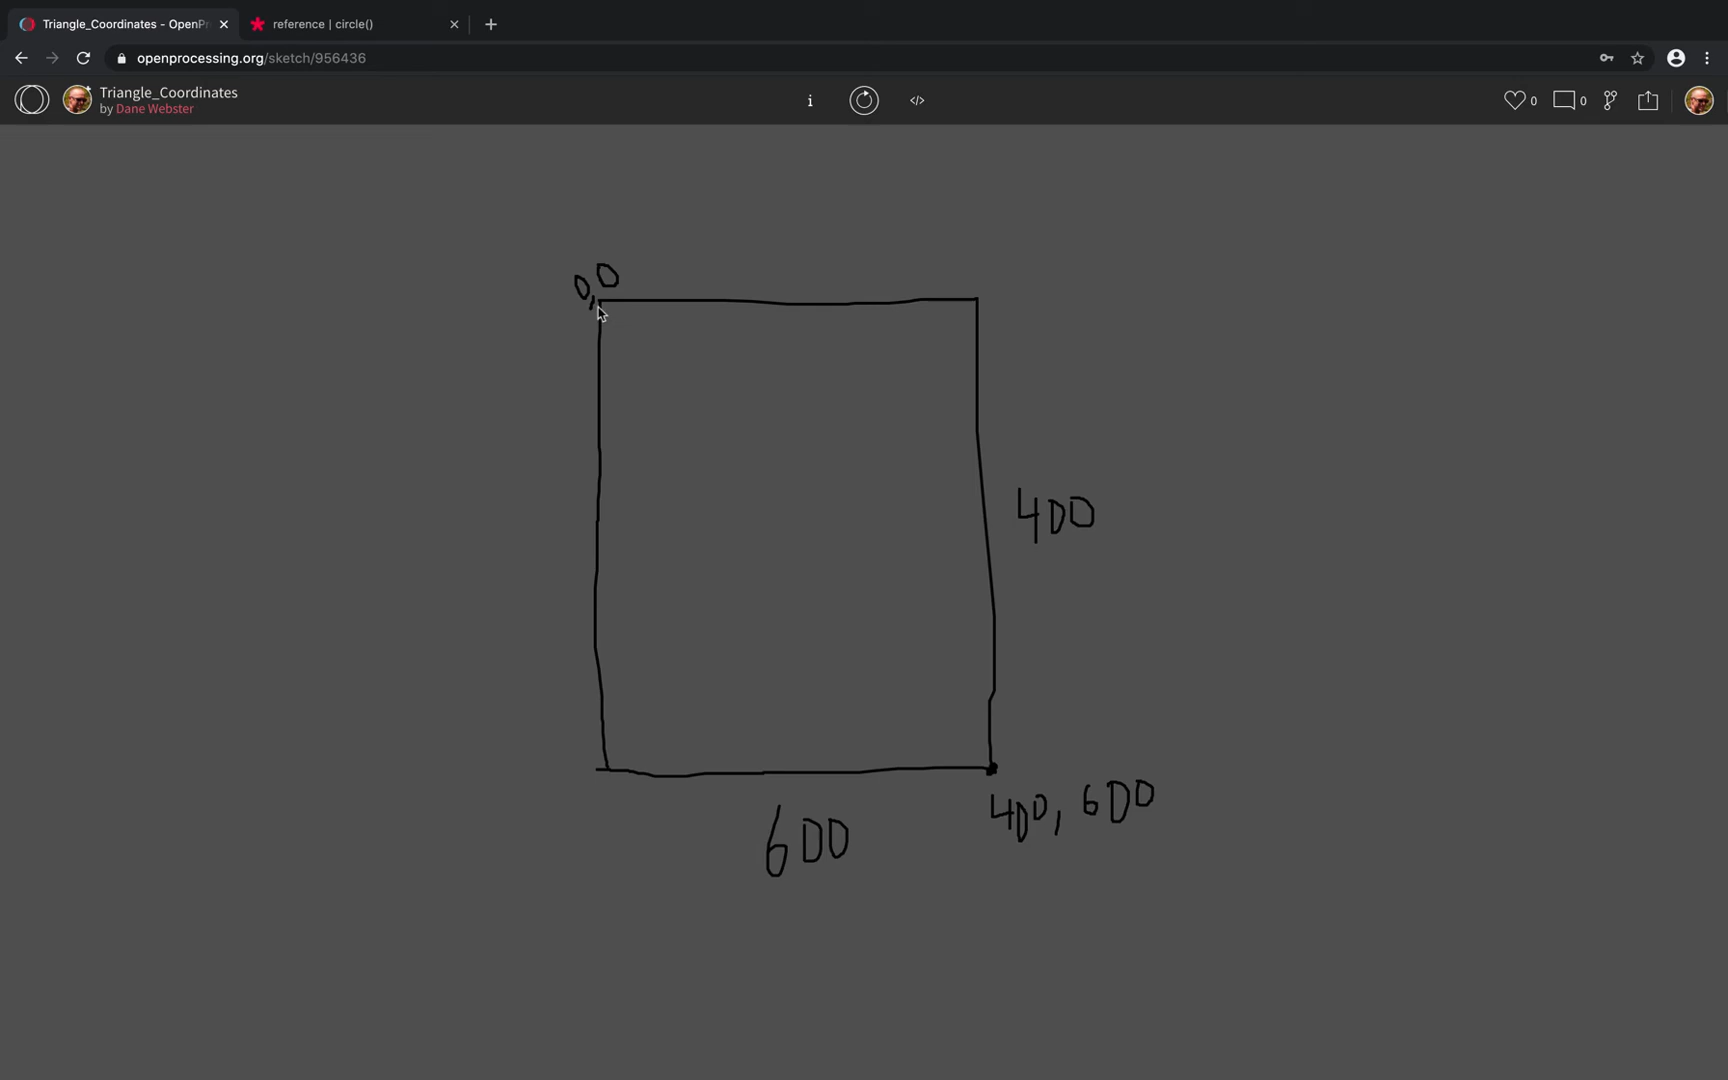 Triangle_Coordinates - OpenPr
reference | circle()
openprocessing.org/sketch/956436
Triangle_Coordinates
by Dane Webster
i
</>
0
0
0,0
400
400, 600
600